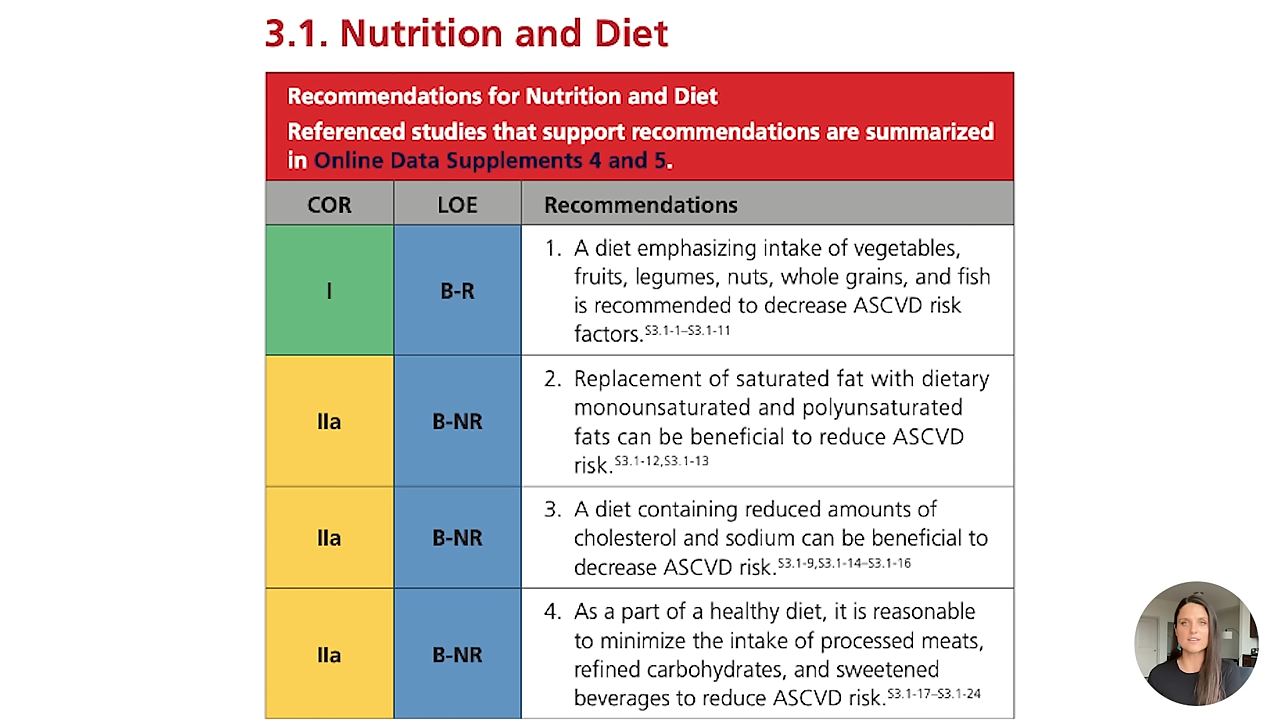 3.1. Nutrition and Diet
Recommendations for Nutrition and Diet
Referenced studies that support recommendations are summarized
in Online Data Supplements 4 and 5.
COR LOE Recommendations
I B-R 1. A diet emphasizing intake of vegetables,
fruits, legumes, nuts, whole grains, and fish
is recommended to decrease ASCVD risk
factors.S3.1-1–S3.1-11
IIa B-NR 2. Replacement of saturated fat with dietary
monounsaturated and polyunsaturated
fats can be beneficial to reduce ASCVD
risk.S3.1-12,S3.1-13
IIa B-NR 3. A diet containing reduced amounts of
cholesterol and sodium can be beneficial to
decrease ASCVD risk.S3.1-9,S3.1-14–S3.1-16
IIa B-NR 4. As a part of a healthy diet, it is reasonable
to minimize the intake of processed meats,
refined carbohydrates, and sweetened
beverages to reduce ASCVD risk.S3.1-17–S3.1-24